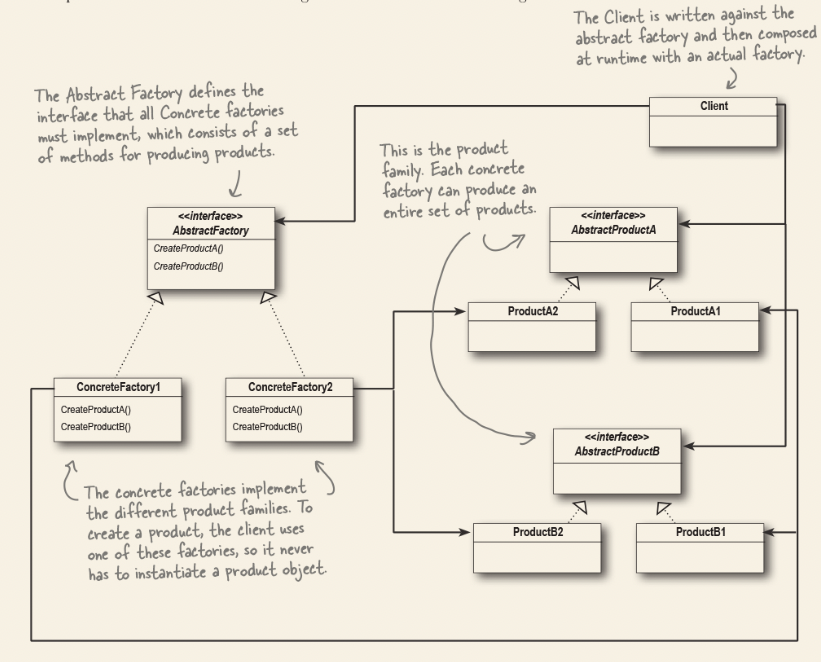 The Client is written against the
abstract factory and then composed
at runtime with an actual factory.
The Abstract Factory defines the
interface that all Concrete factories
must implement, which consists of a set
of methods for producing products.
Client
This is the product
family. Each concrete
factory can produce an
entire set of products.
<<interface>>
AbstractFactory
CreateProductA()
CreateProductB()
<<interface>>
AbstractProductA
ProductA2
ProductA1
ConcreteFactory1
CreateProductA()
CreateProductB()
ConcreteFactory2
CreateProductA()
CreateProductB()
<<interface>>
AbstractProductB
The concrete factories implement
the different product families. To
create a product, the client uses
one of these factories, so it never
has to instantiate a product object.
ProductB2
ProductB1